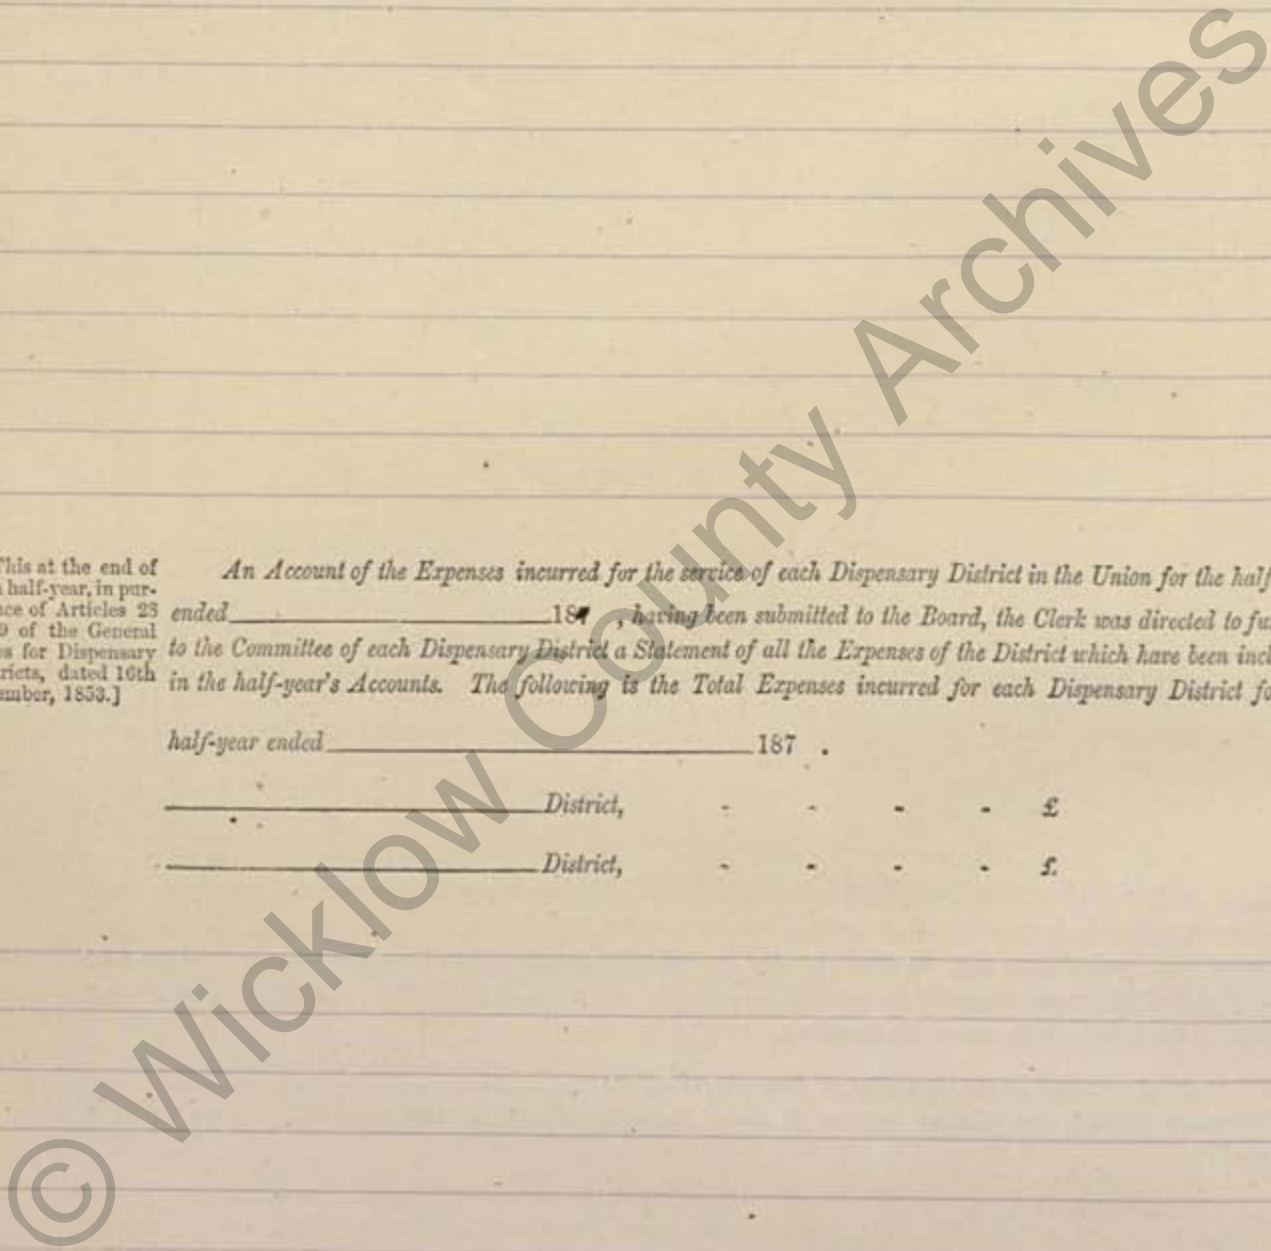 This at the end of
half-year, in pur-
of Articles 23
of the General
for Dispensary
dated 16th
1853.]
An Account of the Expenses incurred for the service of each Dispensary District in the Union for the half
ended 187 , having been submitted to the Board, the Clerk was directed to fu
to the Committee of each Dispensary District a Statement of all the Expenses of the District which have been incl
in the half-year's Accounts. The following is the Total Expenses incurred for each Dispensary District fo
half-year ended 187 .
District, - - - - £
District, - - - - £
© Wicklow County Archives